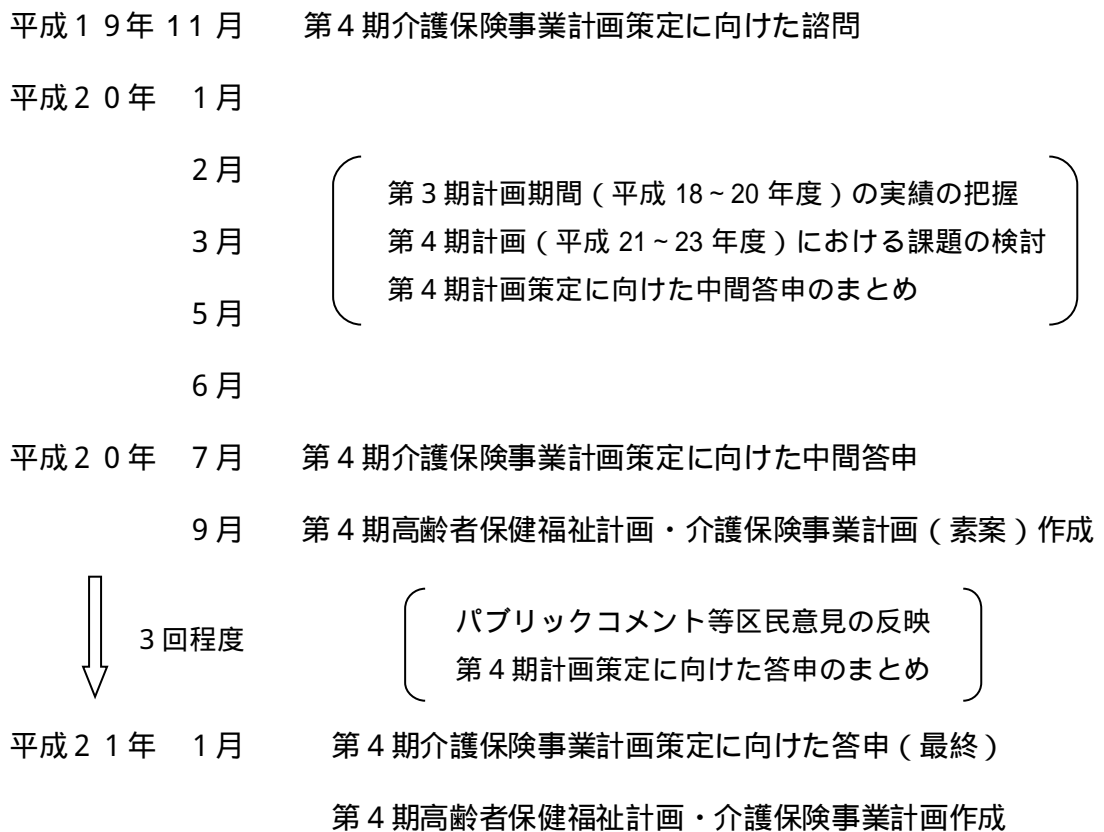 平成19年 11月 第4期介護保険事業計画策定に向けた諮問
平成20年 1月
2月
第3期計画期間(平成 18~20 年度)の実績の把握
3月
第4期計画(平成 21~23 年度)における課題の検討
第4期計画策定に向けた中間答申のまとめ
5月
6月
平成20年 7月 第4期介護保険事業計画策定に向けた中間答申
9月 第4期高齢者保健福祉計画・介護保険事業計画(素案)作成
3回程度
パブリックコメント等区民意見の反映
第4期計画策定に向けた答申のまとめ
平成21年 1月 第4期介護保険事業計画策定に向けた答申(最終)
第4期高齢者保健福祉計画・介護保険事業計画作成